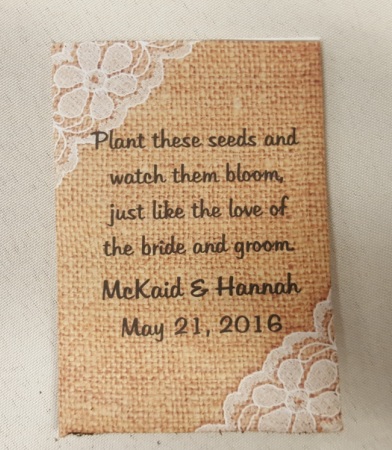 Plant these seeds and
watch them bloom,
just like the love of
the bride and groom.
McKaid & Hannah
May 21, 2016